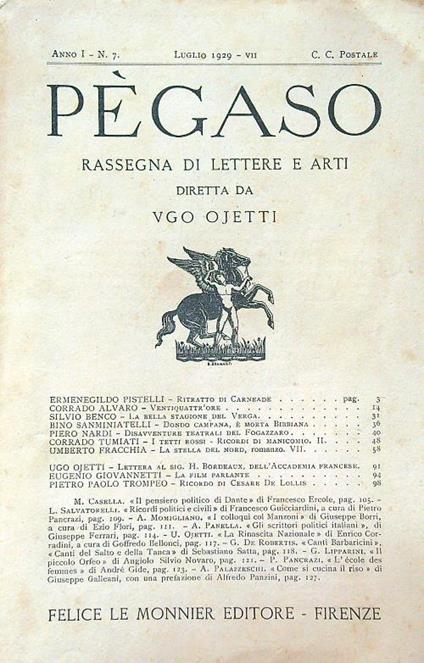 ANNO I - N. 7. LUGLIO 1929 - VII C. C. POSTALE
PÈGASO
RASSEGNA DI LETTERE E ARTI
DIRETTA DA
VGO OJETTI
ERMENEGILDO PISTELLI - RITRATTO DI CARNEADE . . . . . . pag. 3
CORRADO ALVARO - VENTIQUATTR'ORE . . . . . . . . . . . 14
SILVIO BENCO - LA BELLA STAGIONE DEL VERGA. . . . . . . . 31
BINO SANMINIATELLI - DONDO CAMPANA, È MORTA BIBBIANA . . . . 36
PIERO NARDI - DISAVVENTURE TEATRALI DEL FOGAZZARO . . . . . 40
CORRADO TUMIATI - I TETTI ROSSI - RICORDI DI MANICOMIO, II. . . . 48
UMBERTO FRACCHIA - LA STELLA DEL NORD, romanzo. VII. . . . . 58
UGO OJETTI - LETTERA AL SIG. H. BORDEAUX, DELL'ACCADEMIA FRANCESE. 91
EUGENIO GIOVANNETTI - LA FILM PARLANTE . . . . . . . . . 94
PIETRO PAOLO TROMPEO - RICORDO DI CESARE DE LOLLIS . . . . 98
M. CASELLA. «Il pensiero politico di Dante» di Francesco Ercole, pag. 105. -
L. SALVATORELLI. «Ricordi politici e civili» di Francesco Guicciardini, a cura di Pietro
Pancrazi, pag. 109. - A. MOMIGLIANO, «I colloqui col Manzoni» di Giuseppe Borri,
a cura di Ezio Flori, pag. 111. - A. PANELLA. «Gli scrittori politici italiani», di
Giuseppe Ferrari, pag. 114. - U. OJETTI. «La Rinascita Nazionale» di Enrico Cor-
radini, a cura di Goffredo Bellonci, pag. 117. - G. DE ROBERTIS, «Canti Barbaricini»,
«Canti del Salto e della Tanca» di Sebastiano Satta, pag. 118. - G. LIPPARINI, «Il
piccolo Orfeo» di Angiolo Silvio Novaro, pag. 121. - P. PANCRAZI, «L'école des
femmes» di André Gide, pag. 123. - A. PALAZZESCHI. «Come si cucina il riso» di
Giuseppe Galleani, con una prefazione di Alfredo Panzini, pag. 127.
FELICE LE MONNIER EDITORE - FIRENZE